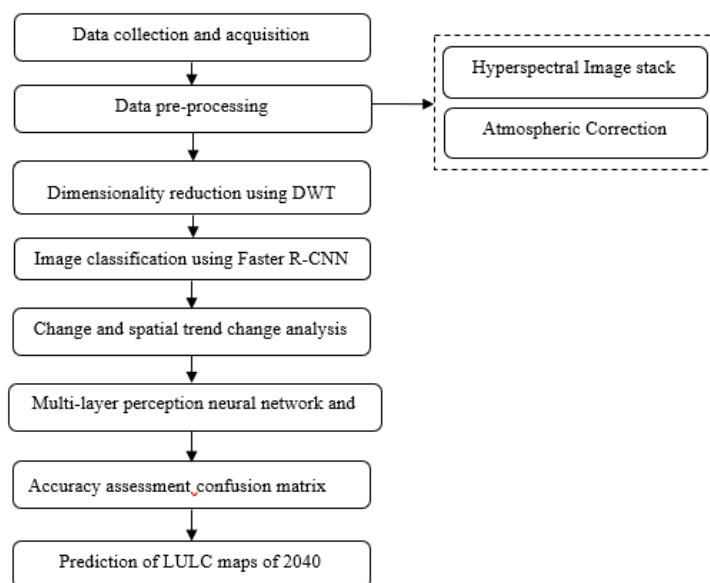 Data collection and acquisition
Data pre-processing
Hyperspectral Image stack
Atmospheric Correction
Dimensionality reduction using DWT
Image classification using Faster R-CNN
Change and spatial trend change analysis
Multi-layer perception neural network and
Accuracy assessment confusion matrix
Prediction of LULC maps of 2040